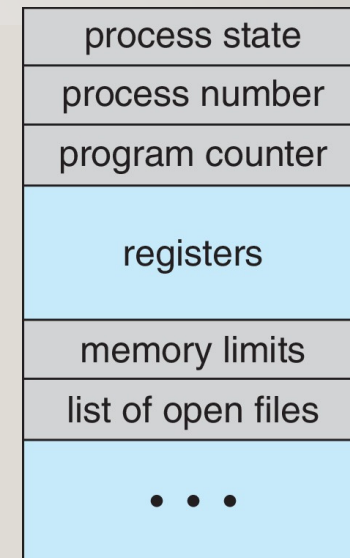 process state
process number
program counter
registers
memory limits
list of open files
• • •